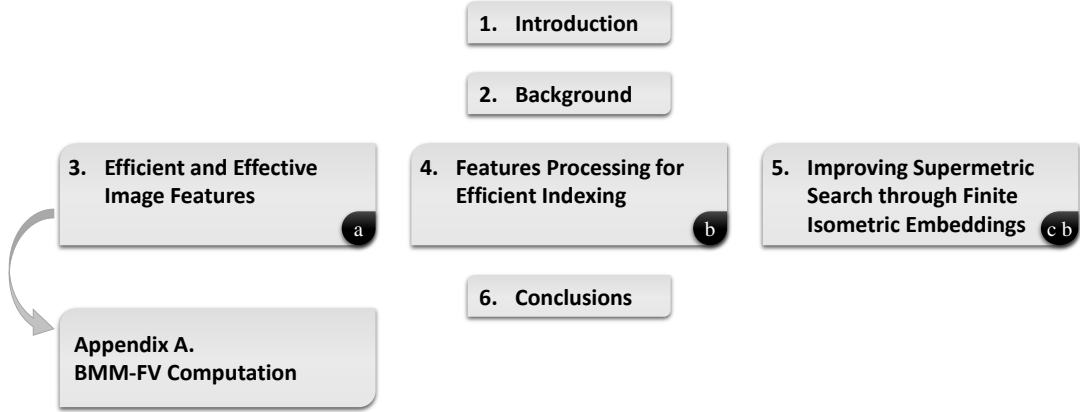 1. Introduction
2. Background
3. Efficient and Effective
Image Features
a
4. Features Processing for
Efficient Indexing
b
5. Improving Supermetric
Search through Finite
Isometric Embeddings
c b
6. Conclusions
Appendix A.
BMM-FV Computation